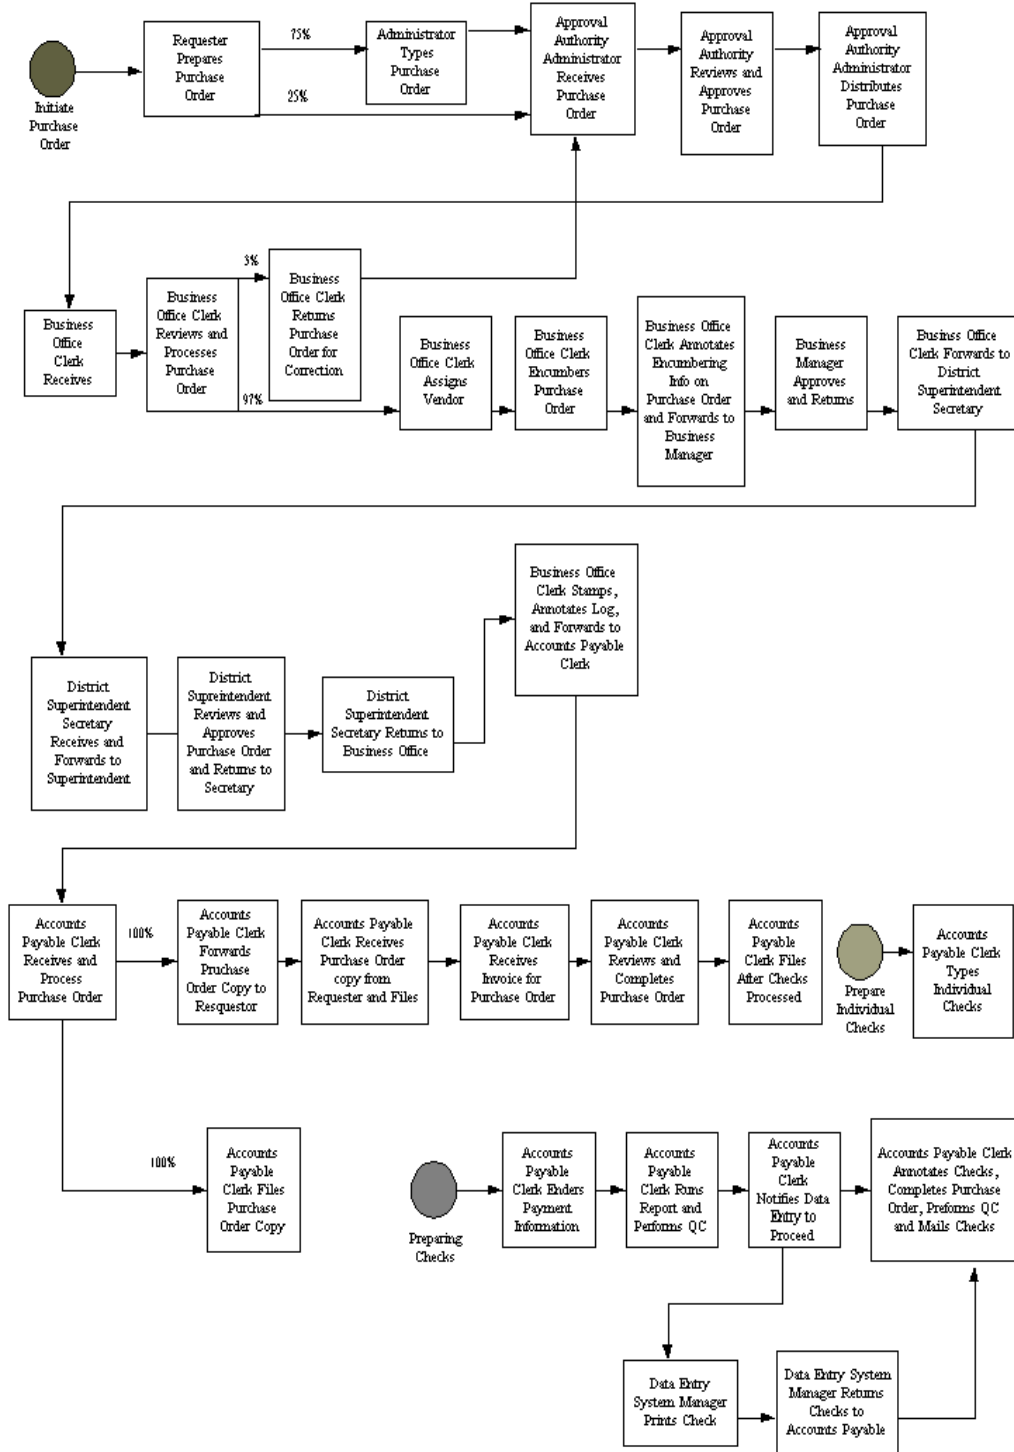 Initiate
Purchase
Order
Requester
Prepares
Purchase
Order
75%
25%
Administrator
Types
Purchase
Order
Approval
Authority
Administrator
Receives
Purchase
Order
Approval
Authority
Reviews and
Approves
Purchase
Order
Approval
Authority
Administrator
Distributes
Purchase
Order
Business
Office
Clerk
Receives
Business
Office Clerk
Reviews and
Processes
Purchase
Order
3%
97%
Business
Office Clerk
Returns
Purchase
Order for
Correction
Business
Office Clerk
Assigns
Vendor
Business
Office Clerk
Encumbers
Purchase
Order
Business Office
Clerk Annotates
Encumbering
Info on
Purchase Order
and Forwards to
Business
Manager
Business
Manager
Approves
and Returns
Businss Office
Clerk Forwards to
District
Superintendent
Secretary
Business Office
Clerk Stamps,
Annotates Log,
and Forwards to
Accounts Payable
Clerk
District
Superintendent
Secretary
Receives and
Forwards to
Superintendent
District
Supreintendent
Reviews and
Approves
Purchase Order
and Returns to
Secretary
District
Superintendent
Secretary Returns to
Business Office
Accounts
Payable Clerk
Receives and
Process
Purchase Order
100%
Accounts
Payable Clerk
Forwards
Pruchase
Order Copy to
Resquestor
Accounts Payable
Clerk Receives
Purchase Order
copy from
Requester and Files
Accounts
Payable Clerk
Receives
Invoice for
Purchase Order
Accounts
Payable Clerk
Reviews and
Completes
Purchase Order
Accounts
Payable
Clerk Files
After Checks
Processed
Prepare
Individual
Checks
Accounts
Payable Clerk
Types
Individual
Checks
100%
Accounts
Payable
Clerk Files
Purchase
Order Copy
Preparing
Checks
Accounts
Payable
Clerk Enders
Payment
Information
Accounts
Payable
Clerk Runs
Report and
Performs QC
Accounts
Payable
Clerk
Notifies Data
Entry to
Proceed
Accounts Payable Clerk
Annotates Checks,
Completes Purchase
Order, Preforms QC
and Mails Checks
Data Entry
System Manager
Prints Check
Data Entry System
Manager Returns
Checks to
Accounts Payable